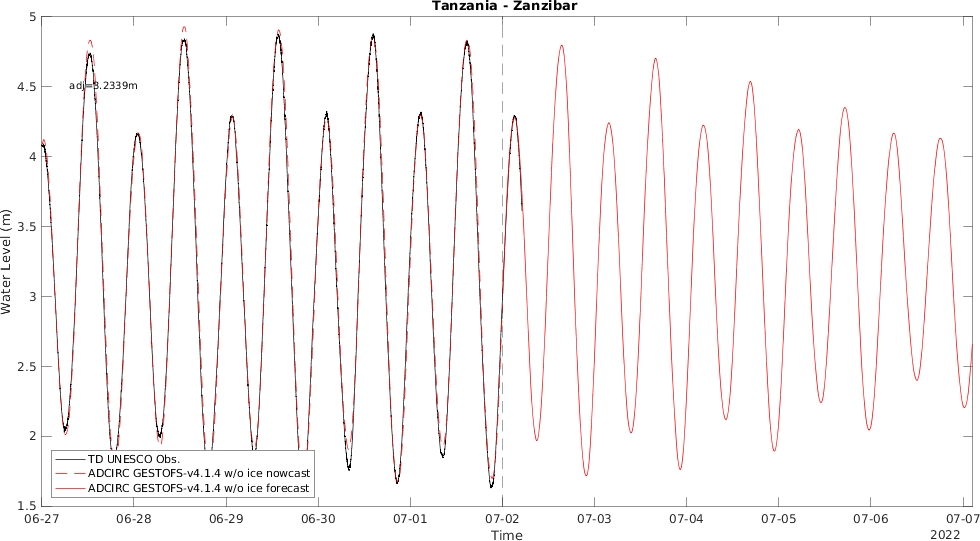 Tanzania - Zanzibar
5
4.5
4
3.5
3
2.5
2
1.5
Water Level (m)
adj=3.2339m
TD UNESCO Obs.
ADCIRC GESTOFS-v4.1.4 w/o ice nowcast
ADCIRC GESTOFS-v4.1.4 w/o ice forecast
06-27 06-28 06-29 06-30 07-01 07-02 07-03 07-04 07-05 07-06 07-07
Time
2022